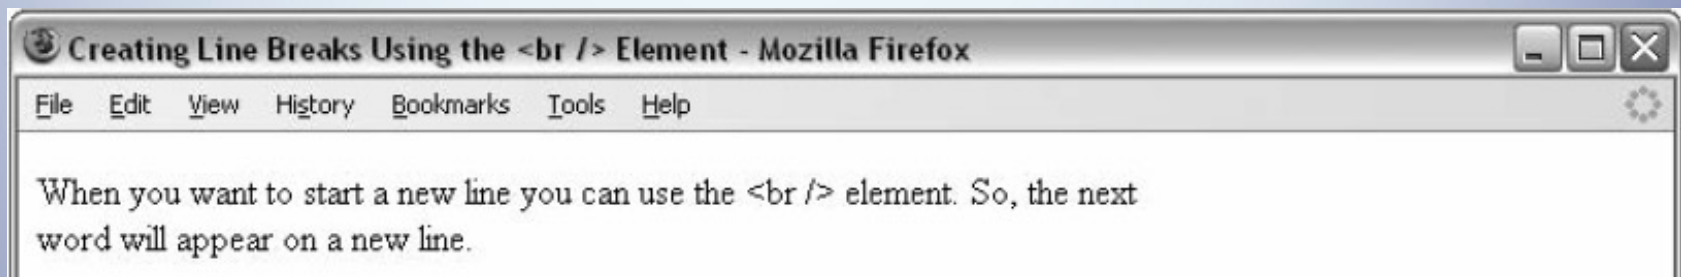 Creating Line Breaks Using the <br /> Element - Mozilla Firefox
File Edit View History Bookmarks Tools Help
When you want to start a new line you can use the <br /> element. So, the next
word will appear on a new line.